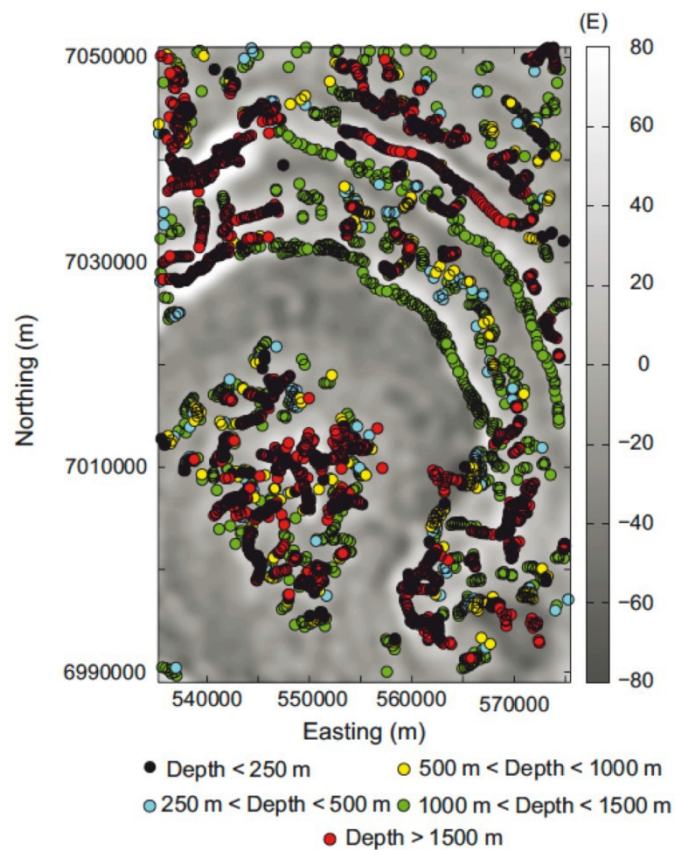 (E)
7050000
7030000
7010000
6990000
Northing (m)
80
60
40
20
0
−20
−40
−60
−80
540000 550000 560000 570000
Easting (m)
Depth < 250 m
500 m < Depth < 1000 m
250 m < Depth < 500 m
1000 m < Depth < 1500 m
Depth > 1500 m